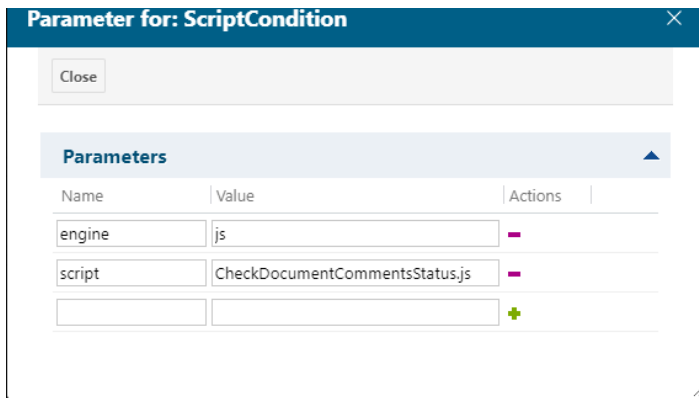 Parameter for: ScriptCondition
Close
Parameters
Name Value Actions
engine js
script CheckDocumentCommentsStatus.js